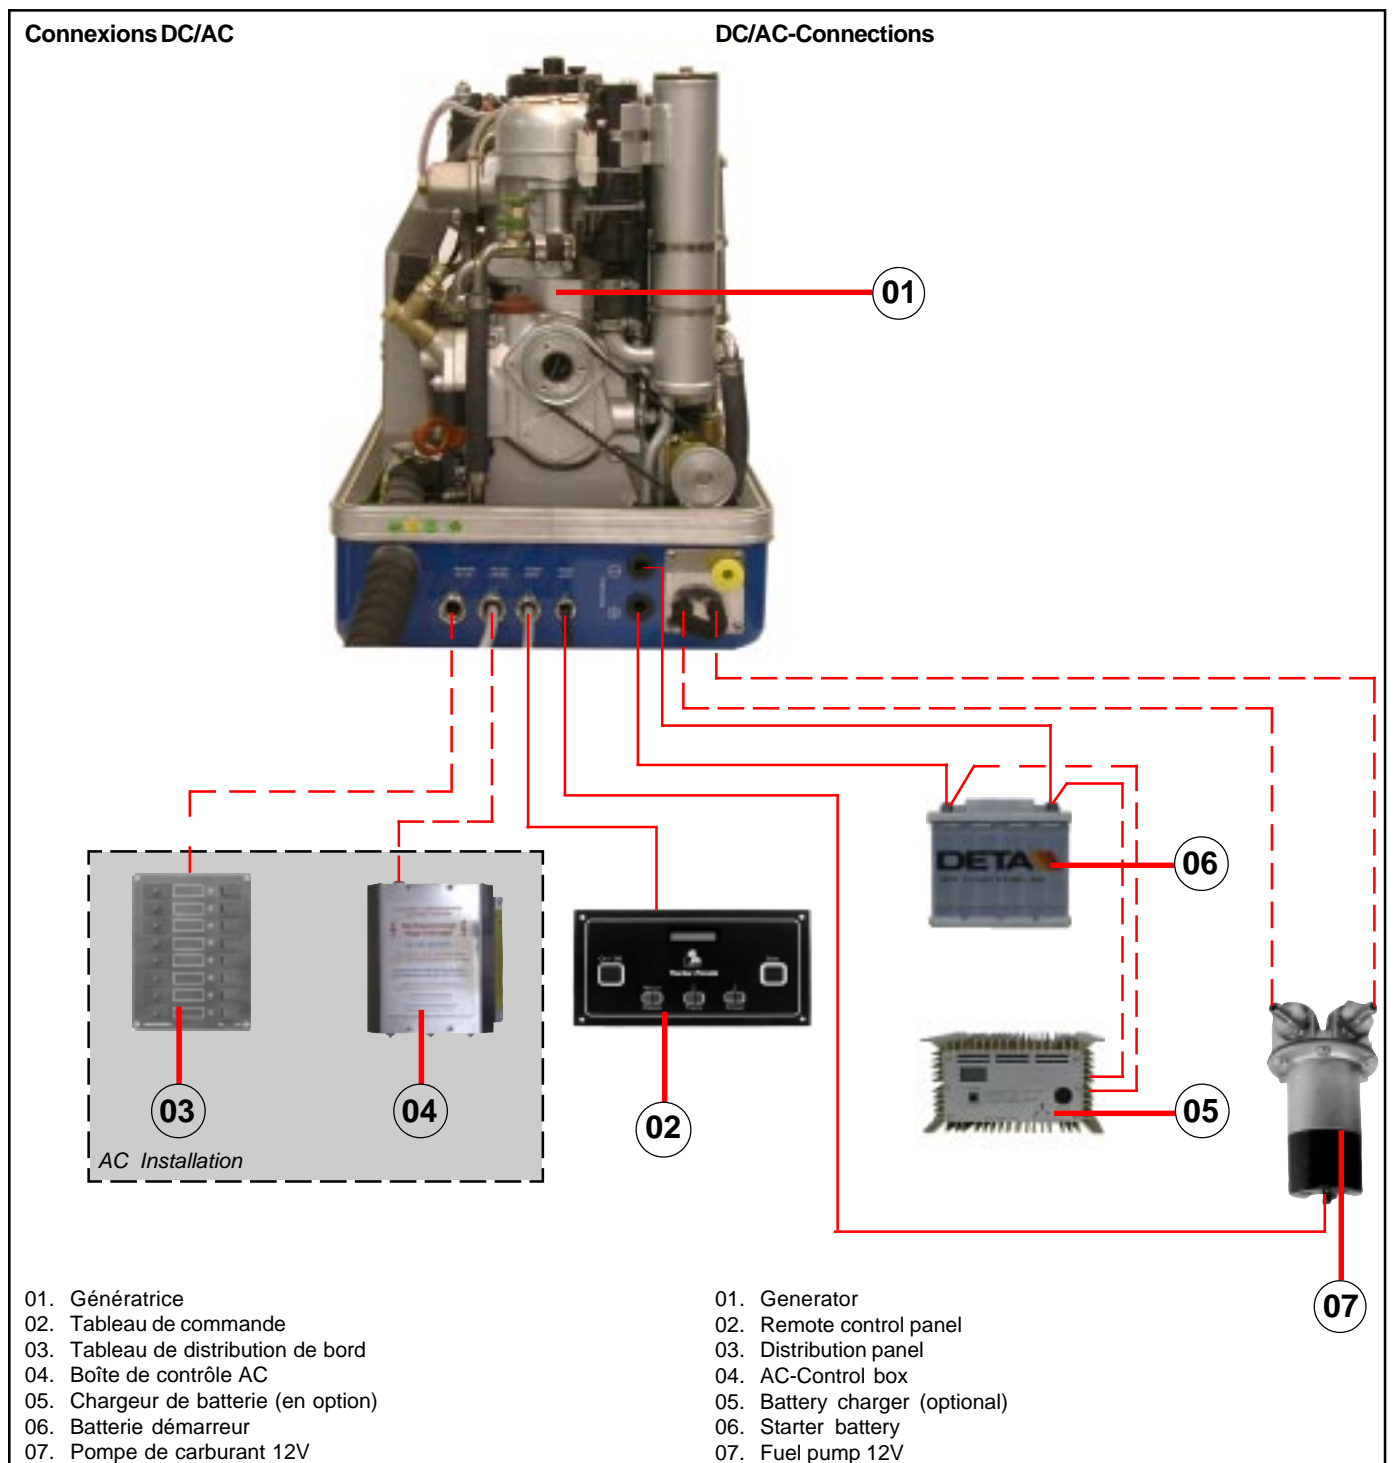 Connexions DC/AC
DC/AC-Connections
01
DETA
06
03
04
02
05
AC Installation
07
01. Génératrice
02. Tableau de commande
03. Tableau de distribution de bord
04. Boîte de contrôle AC
05. Chargeur de batterie (en option)
06. Batterie démarreur
07. Pompe de carburant 12V
01. Generator
02. Remote control panel
03. Distribution panel
04. AC-Control box
05. Battery charger (optional)
06. Starter battery
07. Fuel pump 12V